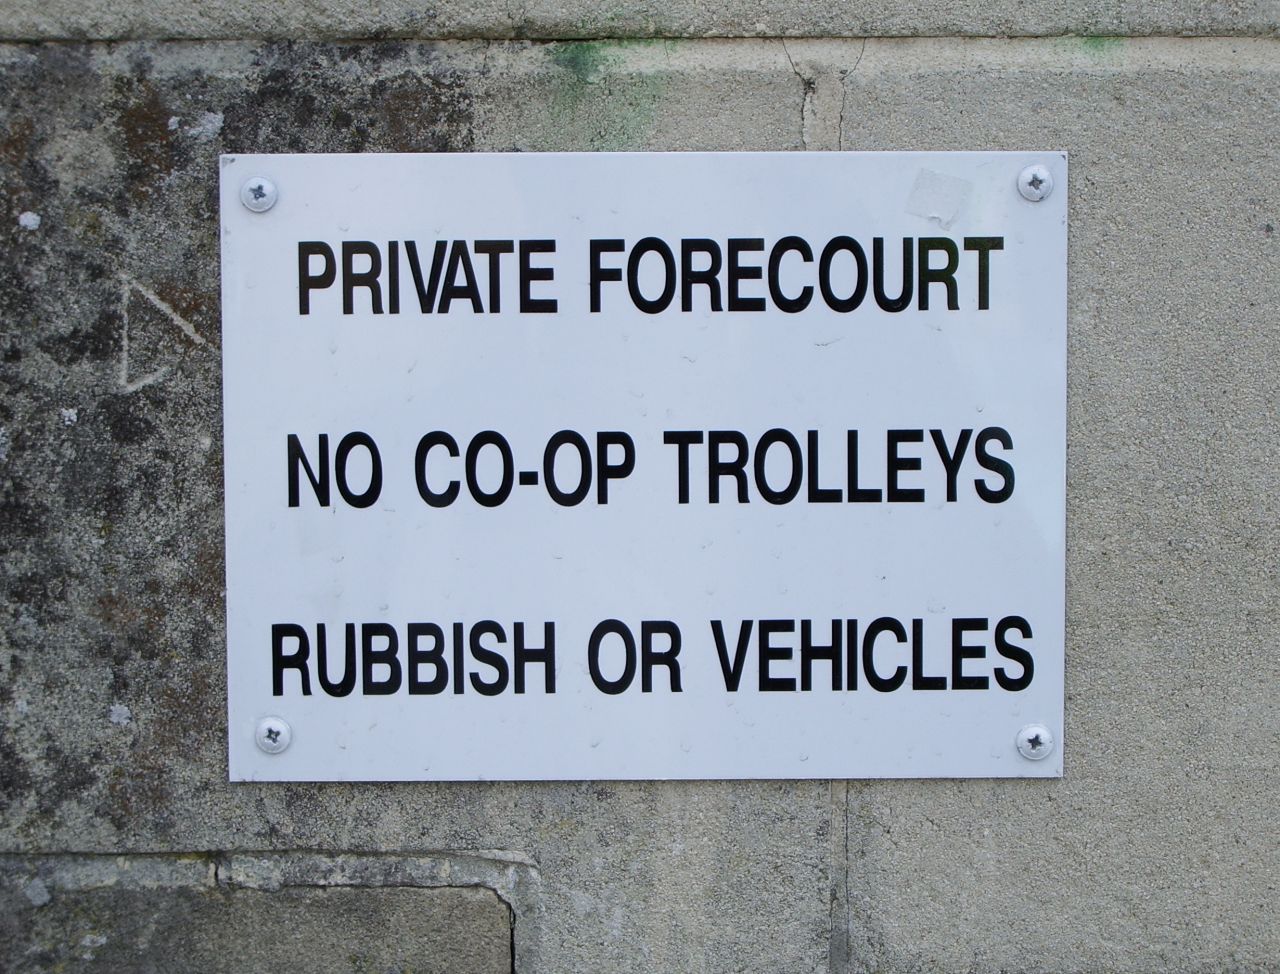 PRIVATE FORECOURT
NO CO-OP TROLLEYS
RUBBISH OR VEHICLES